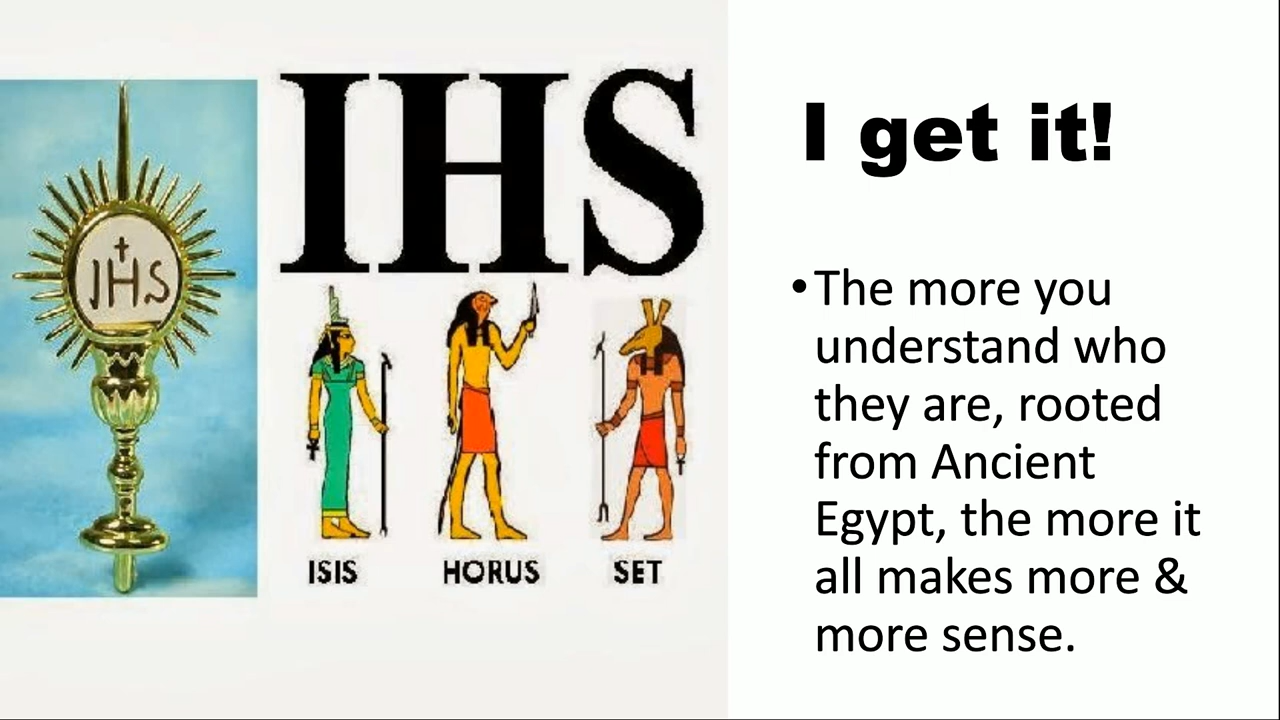 IHS
IHS
ISIS
HORUS
SET
I get it!
•The more you
understand who
they are, rooted
from Ancient
Egypt, the more it
all makes more &
more sense.